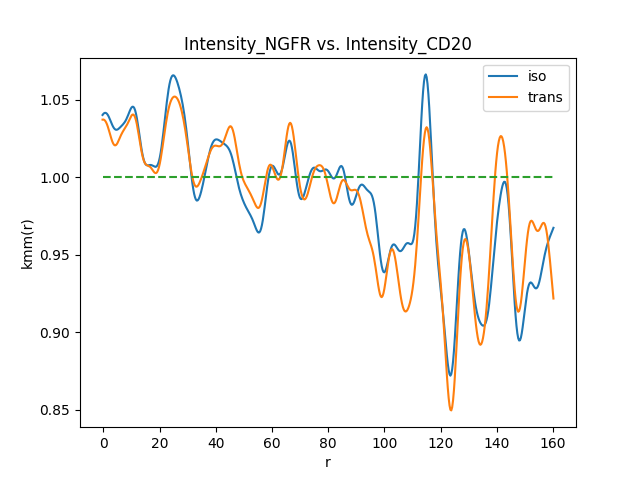 Intensity_NGFR vs. Intensity_CD20
iso
trans
kmm(r)
1.05
1.00
0.95
0.90
0.85
0 20 40 60 80 100 120 140 160
r